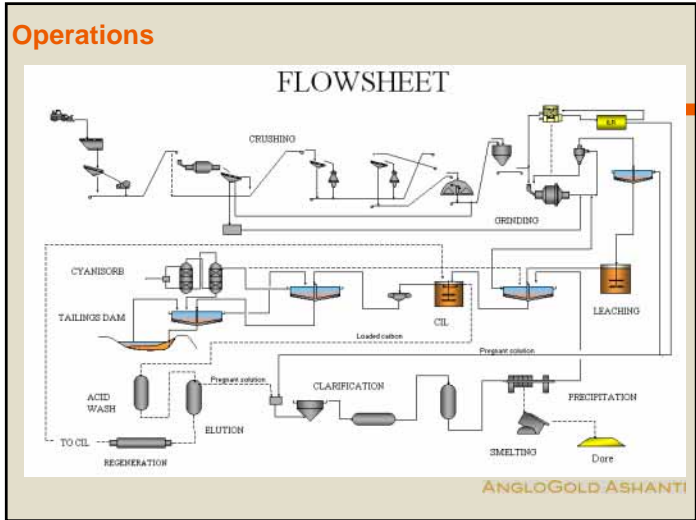 Operations
FLOWSHEET
CRUSHING
ILR
GRINDING
CYANISORB
TAILINGS DAM
CIL
LEACHING
Loaded carbon
Pregnant solution
Pregnant solution
CLARIFICATION
ACID
WASH
PRECIPITATION
ELUTION
TO CIL
REGENERATION
SMELTING
Dore
ANGLOGOLD ASHANTI